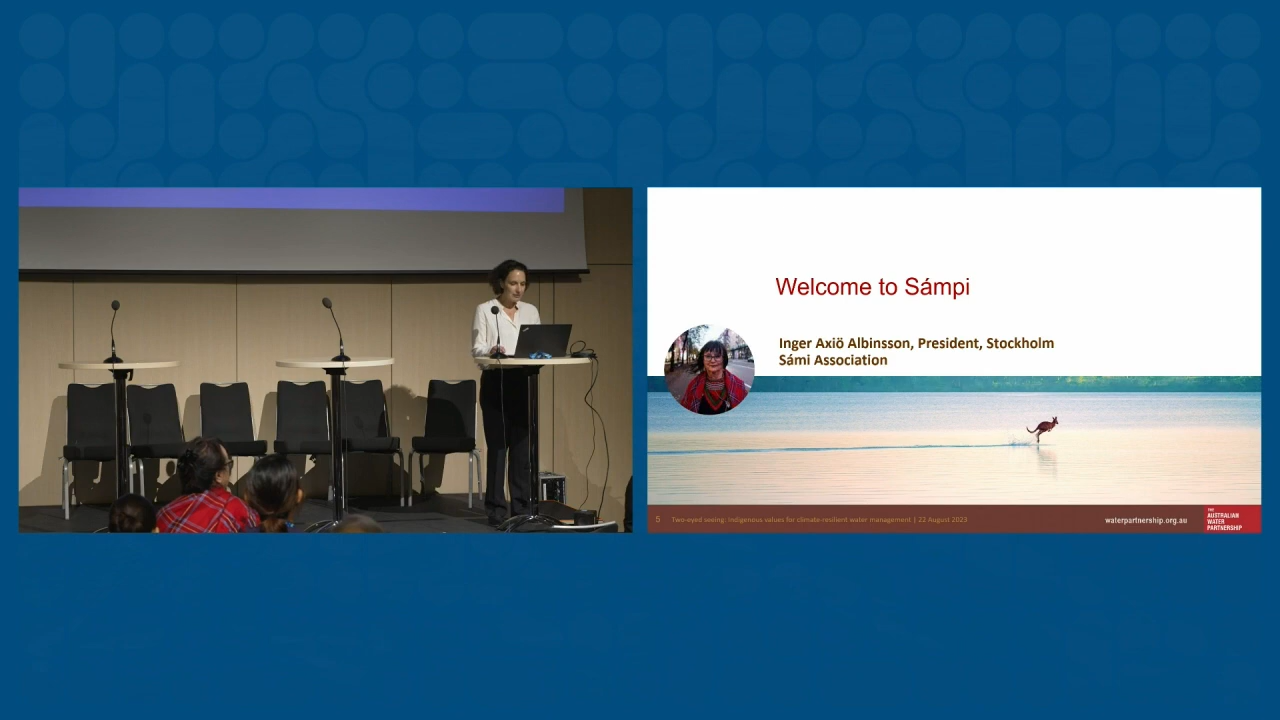 Welcome to Sámpi
Inger Axiö Albinsson, President, Stockholm
Sámi Association
5 Two-eyed seeing: indigenous values for climate-resilient water management | 22 August 2023
waterpartnership.org.au
THE
AUSTRALIAN
WATER
PARTNERSHIP